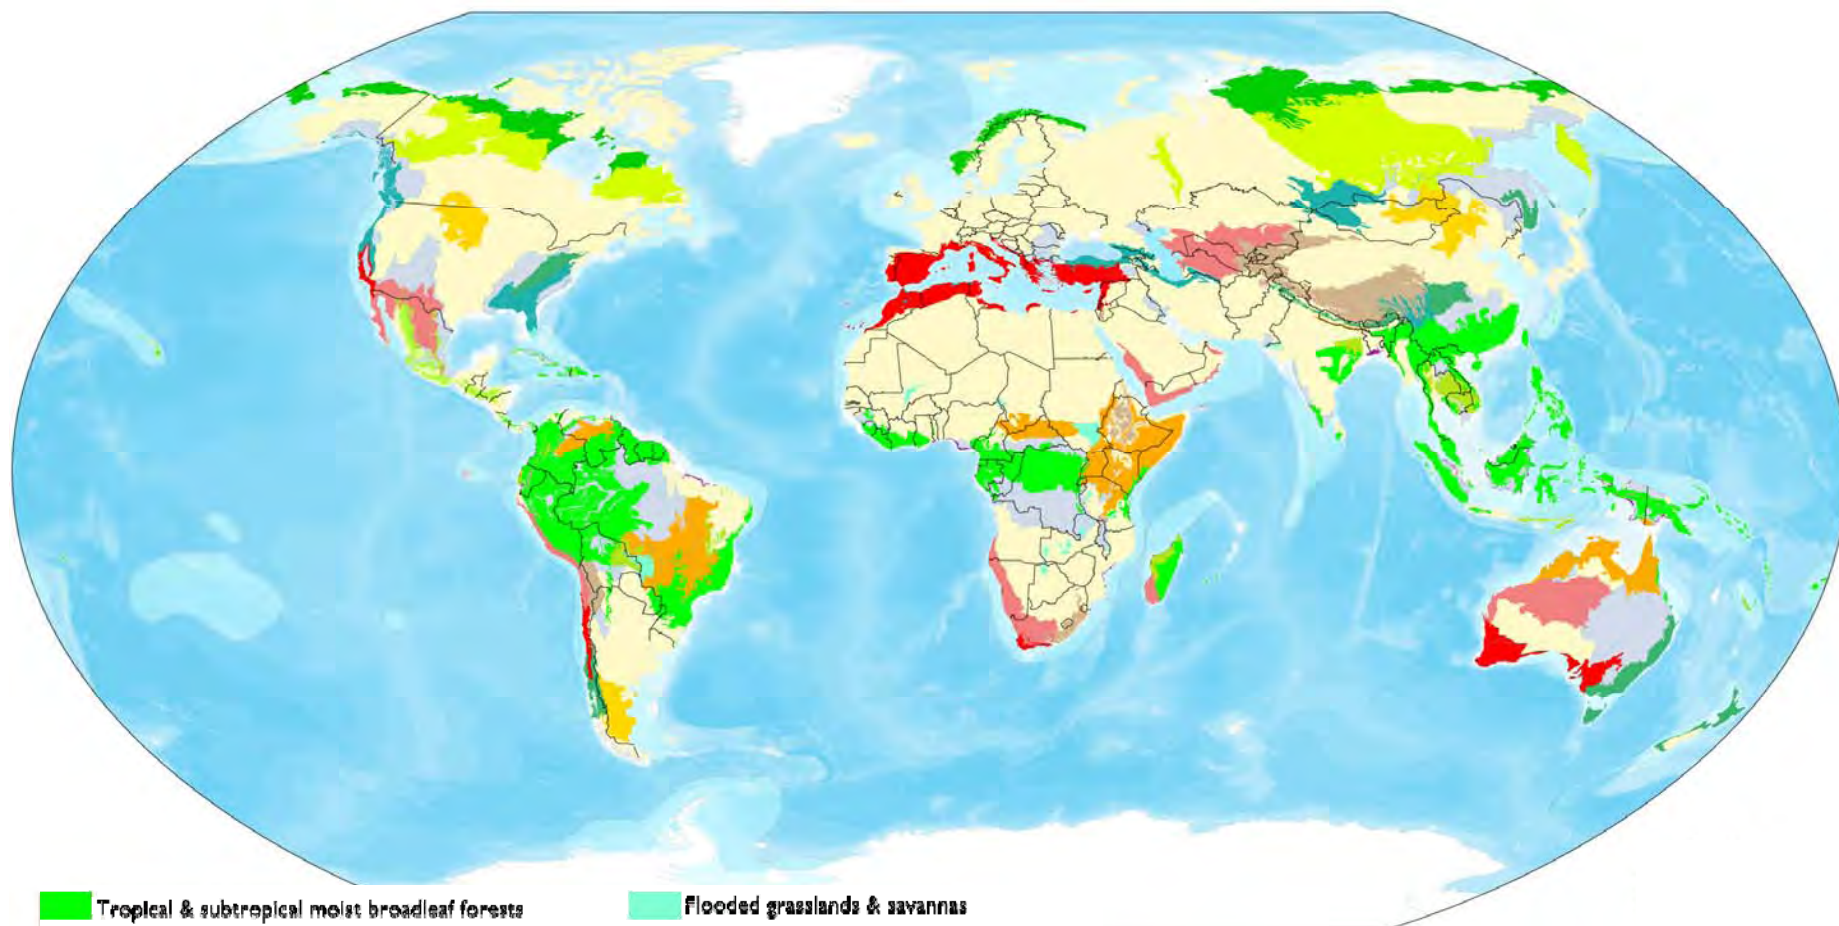 Tropical & subtropical moist broadleaf forests
Flooded grasslands & savannas